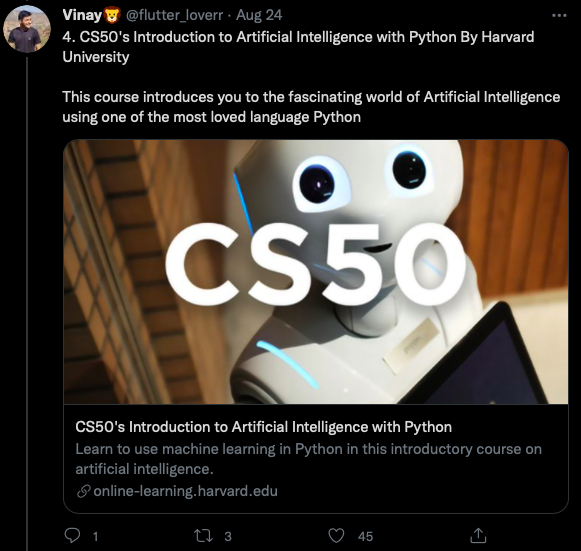 Vinay🦁 @flutter_loverr · Aug 24
4. CS50's Introduction to Artificial Intelligence with Python By Harvard
University
This course introduces you to the fascinating world of Artificial Intelligence
using one of the most loved language Python
CS50
CS50's Introduction to Artificial Intelligence with Python
Learn to use machine learning in Python in this introductory course on
artificial intelligence.
online-learning.harvard.edu
1 3 45